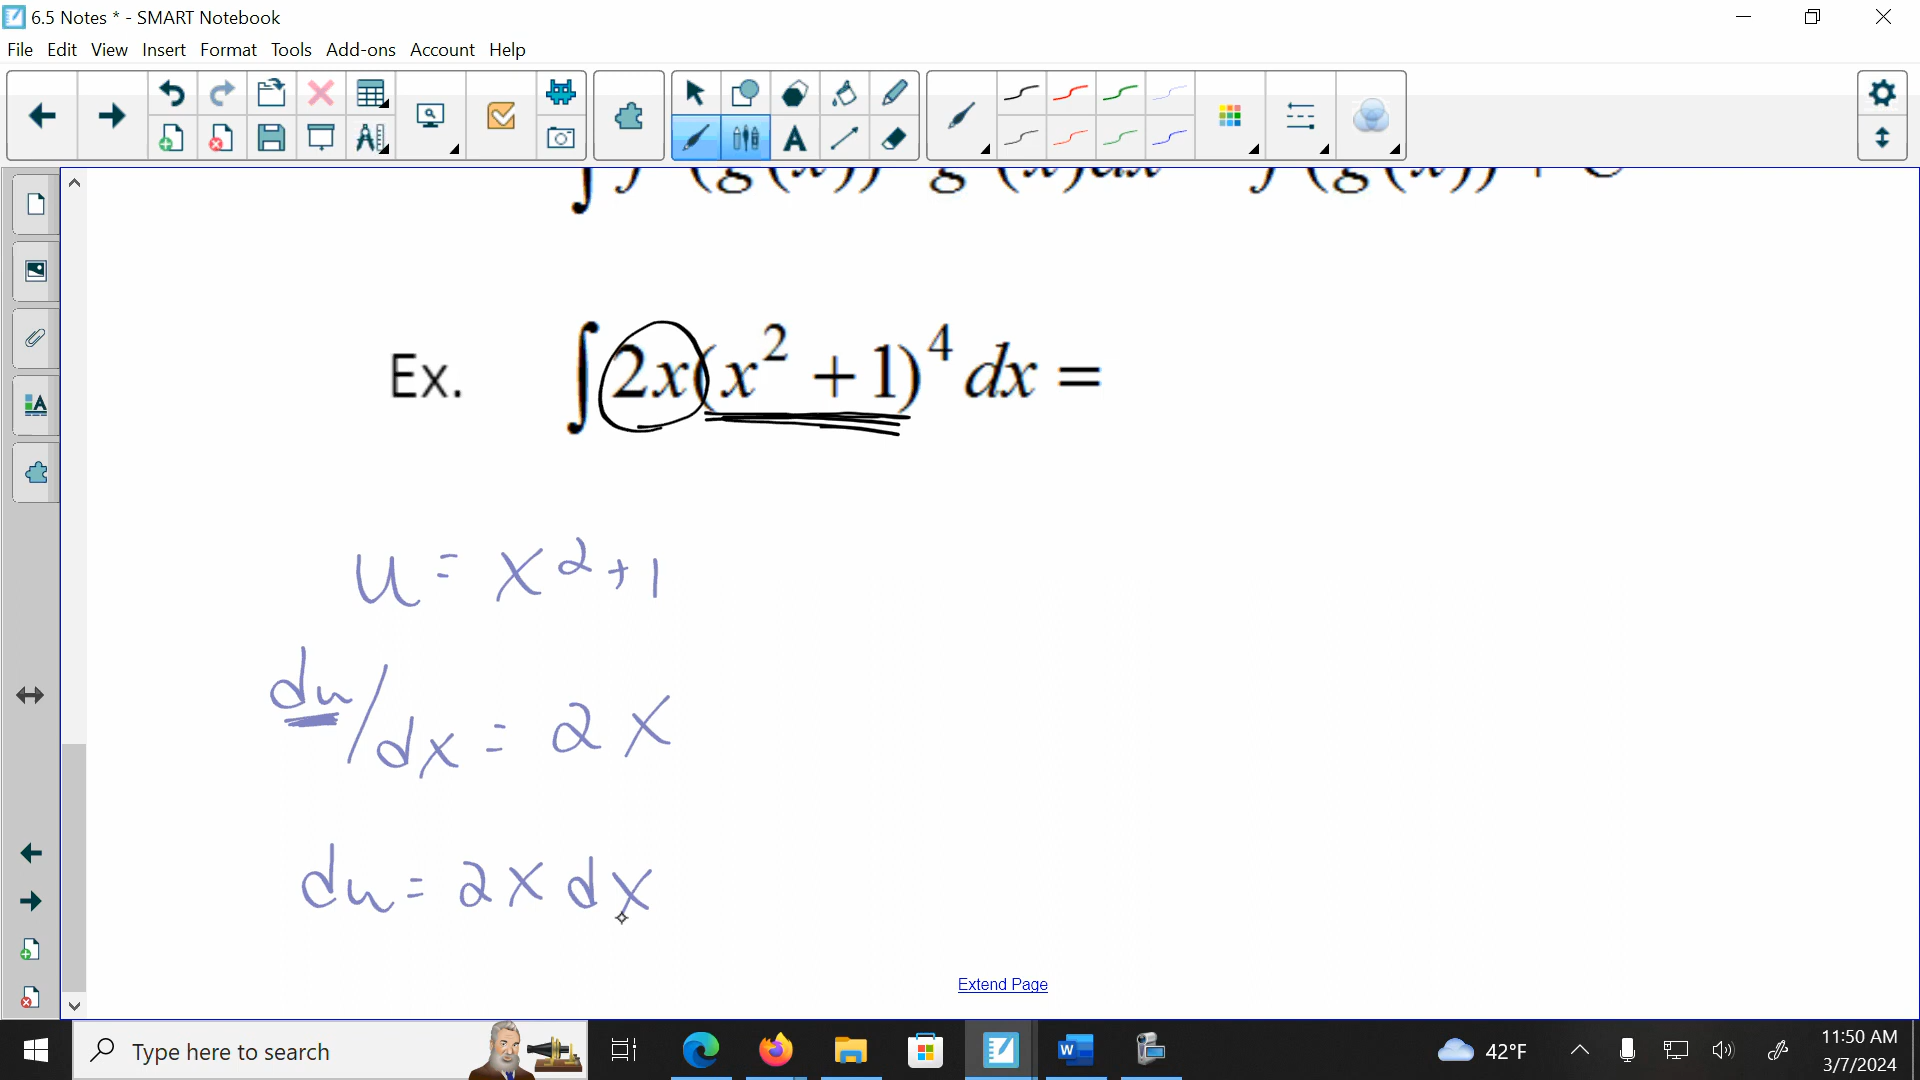 6.5 Notes * - SMART Notebook
File Edit View Insert Format Tools Add-ons Account Help
Ex. ∫2x(x² +1)⁴ dx =
u = x² + 1
du/dx = 2x
du = 2x dx
Extend Page
Type here to search
42°F
11:50 AM
3/7/2024